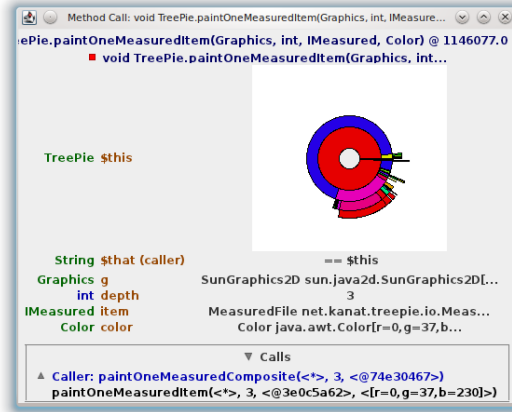 Method Call: void TreePie.paintOneMeasuredItem(Graphics, int, IMeasure...
ePie.paintOneMeasuredItem(Graphics, int, IMeasured, Color) @ 1146077.0
void TreePie.paintOneMeasuredItem(Graphics, int...
TreePie $this
String $that (caller) == $this
Graphics g SunGraphics2D sun.java2d.SunGraphics2D[...
int depth 3
IMeasured item MeasuredFile net.kanat.treepie.io.Meas...
Color color Color java.awt.Color[r=0,g=37,b...
▼ Calls
▲ Caller: paintOneMeasuredComposite(<*>, 3, <@74e30467>)
paintOneMeasuredItem(<*>, 3, <@3e0c5a62>, <[r=0,g=37,b=230]>)